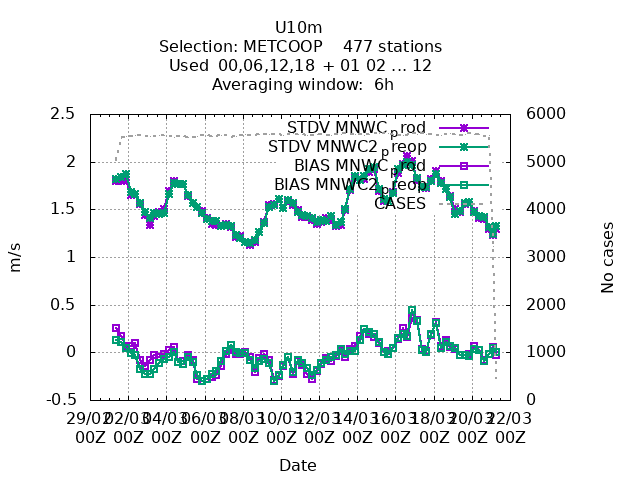 U10m
Selection: METCOOP    477 stations
Used  00,06,12,18 + 01 02 ... 12
Averaging window:  6h
2.5
2
1.5
1
0.5
0
-0.5
6000
5000
4000
3000
2000
1000
0
m/s
No cases
STDV MNWC_prod
STDV MNWC2_preop
BIAS MNWC_prod
BIAS MNWC2_preop
CASES
29/02 02/03 04/03 06/03 08/03 10/03 12/03 14/03 16/03 18/03 20/03 22/03
00Z 00Z 00Z 00Z 00Z 00Z 00Z 00Z 00Z 00Z 00Z 00Z
Date